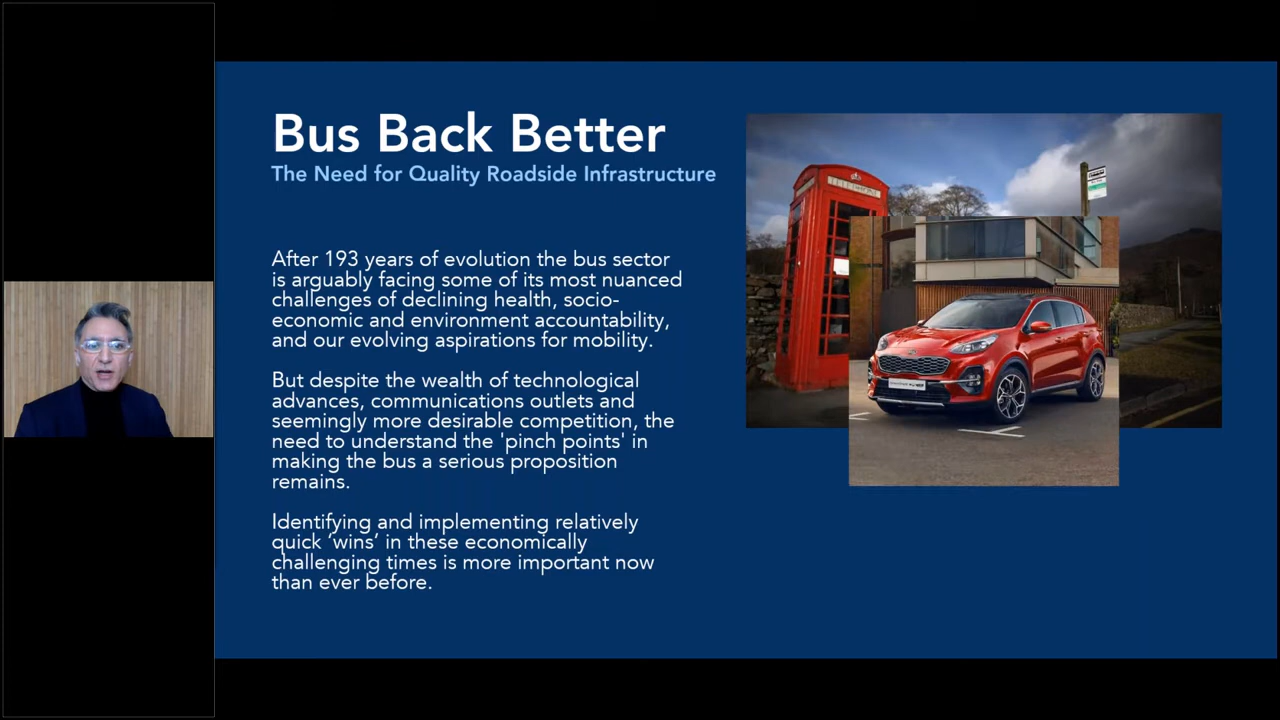 Bus Back Better
The Need for Quality Roadside Infrastructure
After 193 years of evolution the bus sector
is arguably facing some of its most nuanced
challenges of declining health, socio-
economic and environment accountability,
and our evolving aspirations for mobility.
But despite the wealth of technological
advances, communications outlets and
seemingly more desirable competition, the
need to understand the 'pinch points' in
making the bus a serious proposition
remains.
Identifying and implementing relatively
quick ‘wins’ in these economically
challenging times is more important now
than ever before.